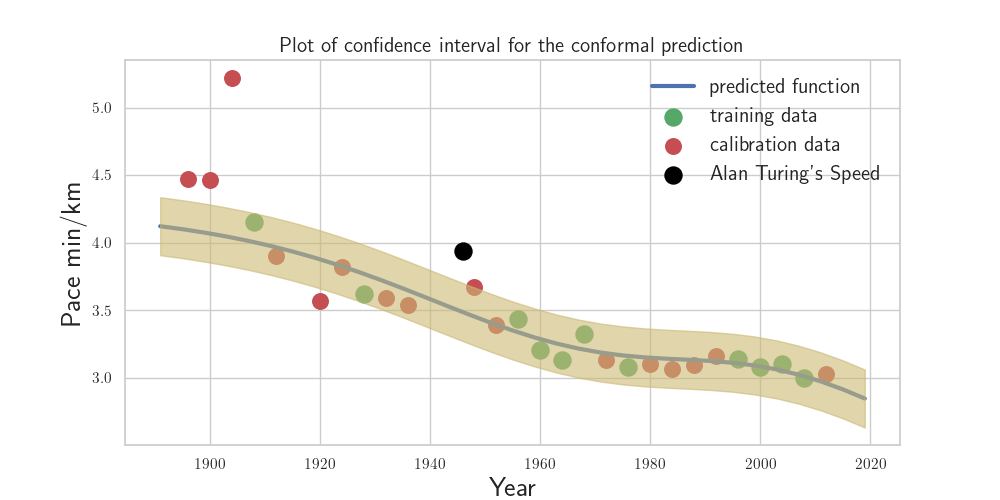 Plot of confidence interval for the conformal prediction
predicted function
training data
calibration data
Alan Turing's Speed
Pace min/km
5.0
4.5
4.0
3.5
3.0
1900 1920 1940 1960 1980 2000 2020
Year